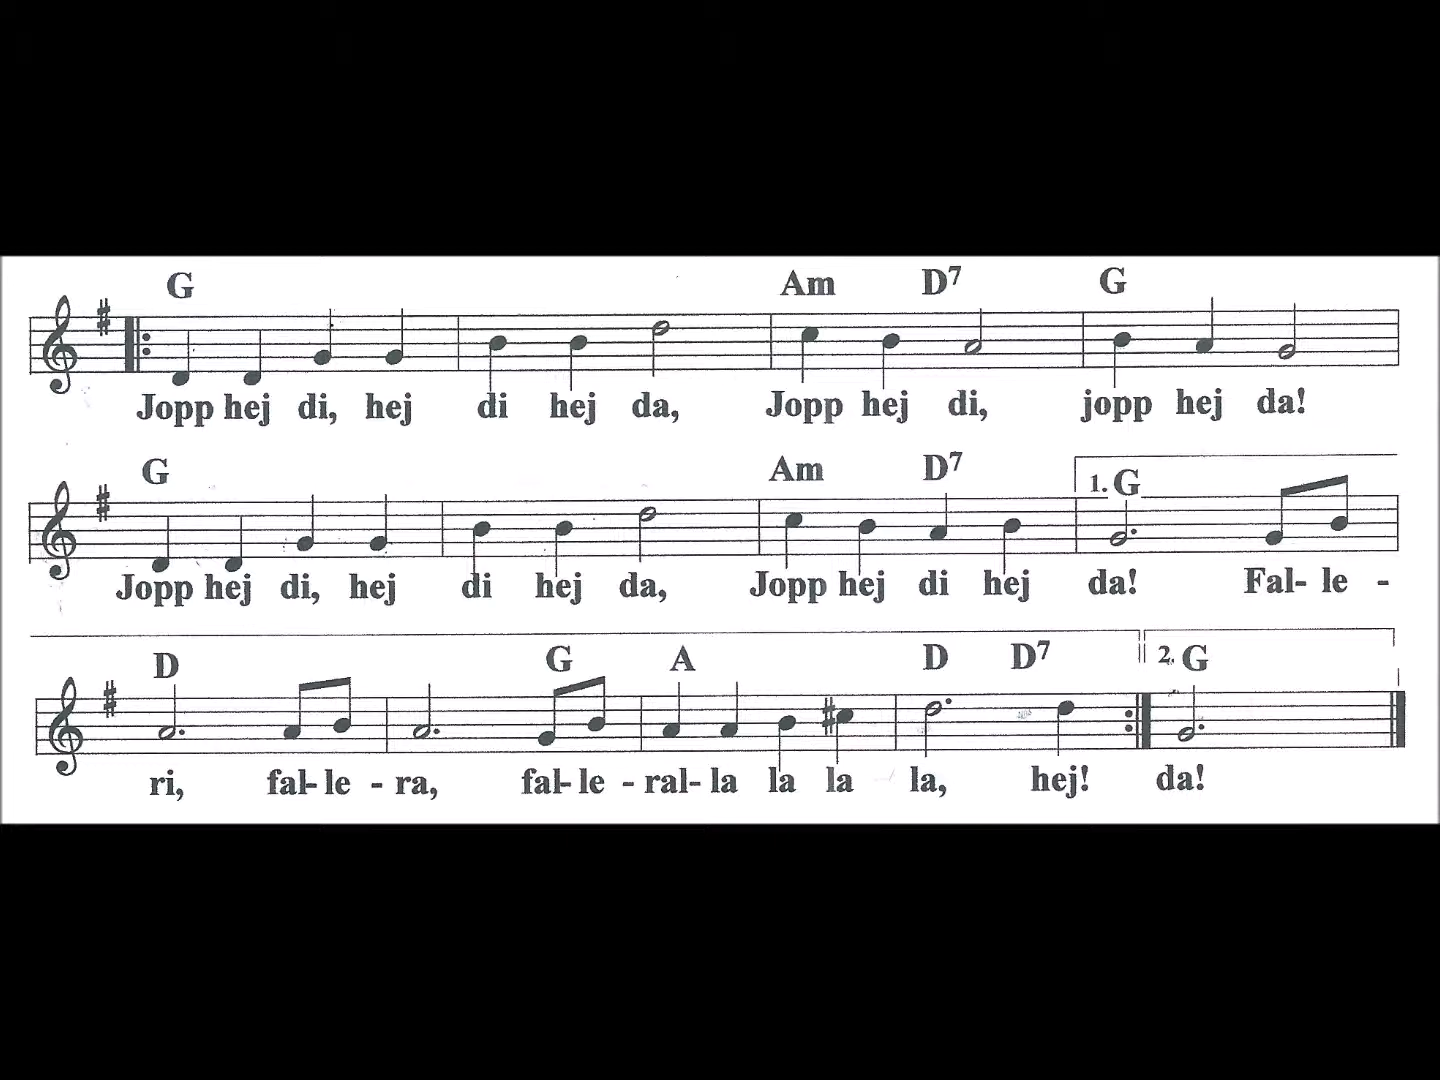 G Am D7 G
Jopp hej di, hej di hej da, Jopp hej di, jopp hej da!
G Am D7 1. G
Jopp hej di, hej di hej da, Jopp hej di hej da! Fal- le -
D G A D D7 2. G
ri, fal- le - ra, fal- le - ral- la la la la, hej! da!